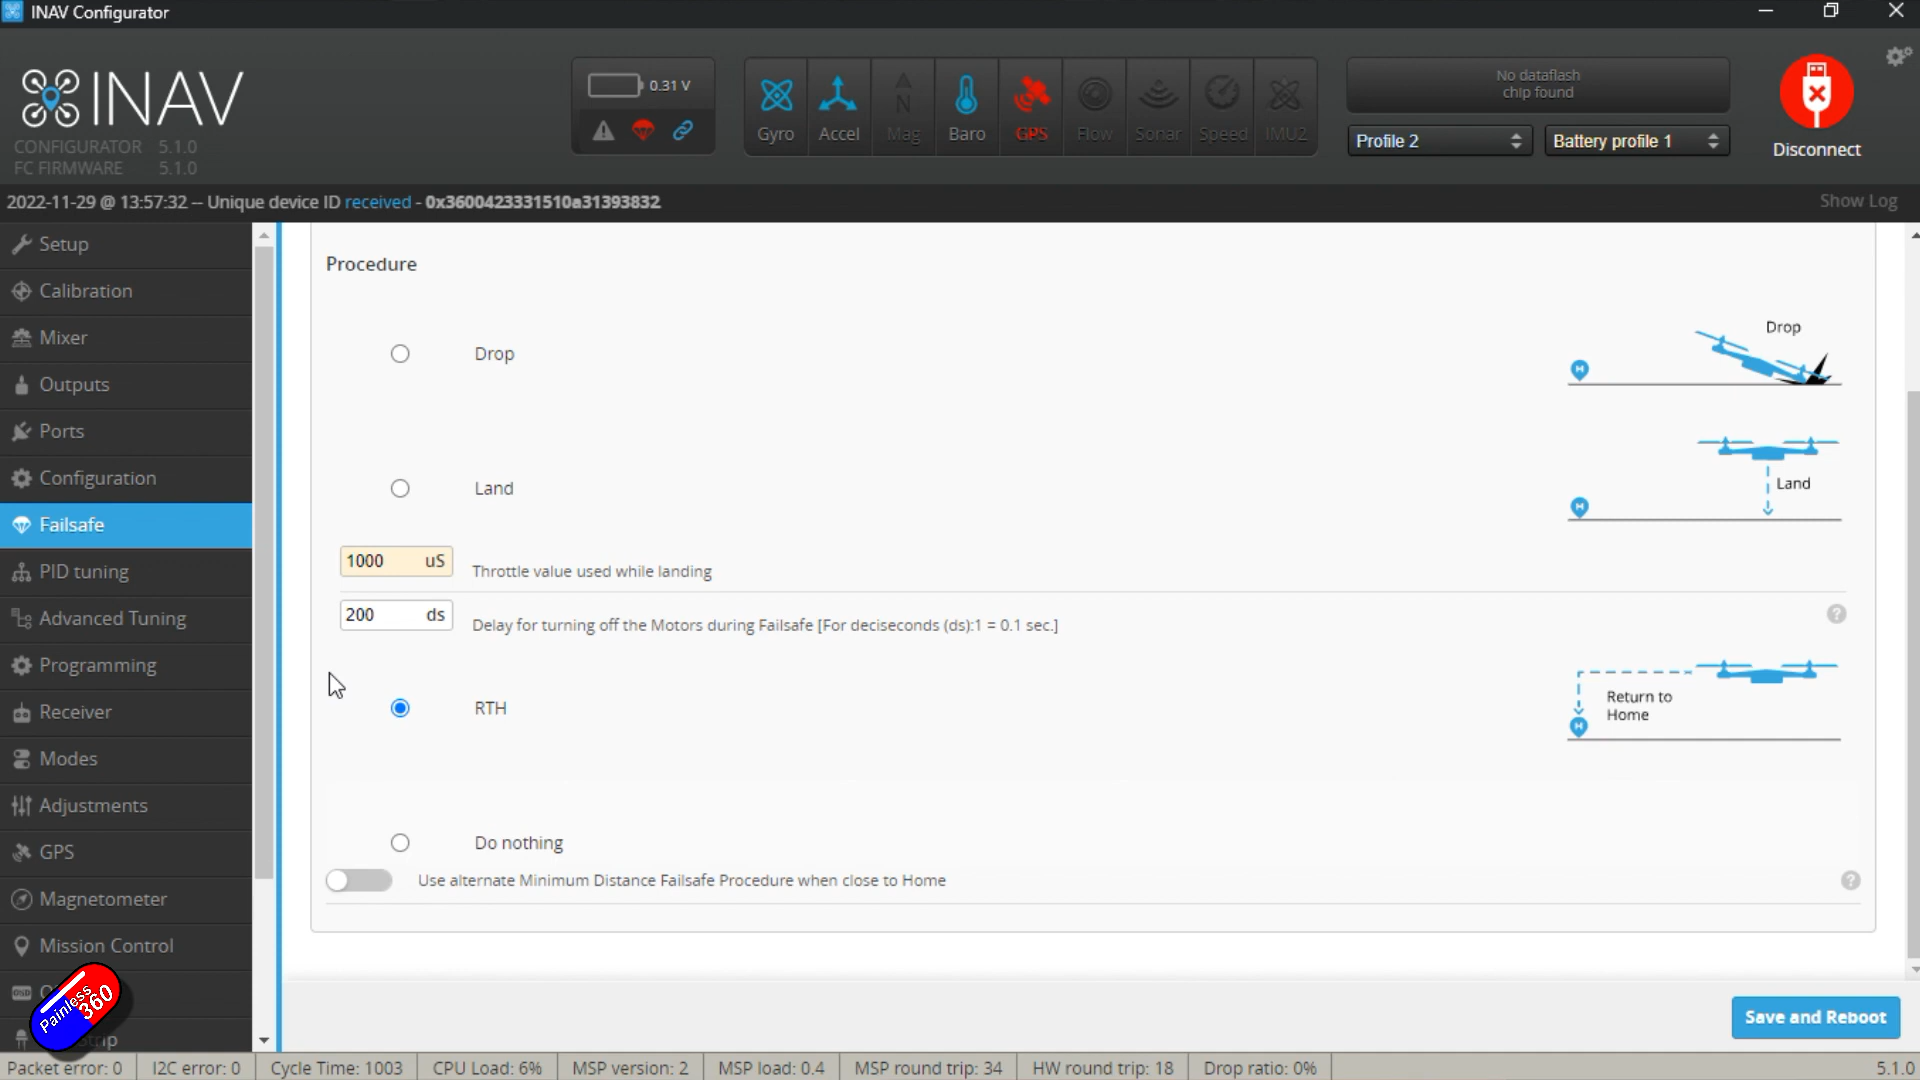 INAV Configurator
INAV
CONFIGURATOR 5.1.0
FC FIRMWARE 5.1.0
0.31 V
Gyro
Accel
N
Mag
Baro
GPS
Flow
Sonar
Speed
IMU2
No dataflash
chip found
Profile 2
Battery profile 1
Disconnect
2022-11-29 @ 13:57:32 -- Unique device ID received - 0x3600423331510a31393832
Show Log
Setup
Calibration
Mixer
Outputs
Ports
Configuration
Failsafe
PID tuning
Advanced Tuning
Programming
Receiver
Modes
Adjustments
GPS
Magnetometer
Mission Control
OSD
Painless
360
Procedure
Drop
Drop
Land
Land
1000 uS
Throttle value used while landing
200 ds
Delay for turning off the Motors during Failsafe [For deciseconds (ds):1 = 0.1 sec.]
?
RTH
Return to
Home
Do nothing
Use alternate Minimum Distance Failsafe Procedure when close to Home
?
Save and Reboot
Packet error: 0
I2C error: 0
Cycle Time: 1003
CPU Load: 6%
MSP version: 2
MSP load: 0.4
MSP round trip: 34
HW round trip: 18
Drop ratio: 0%
5.1.0